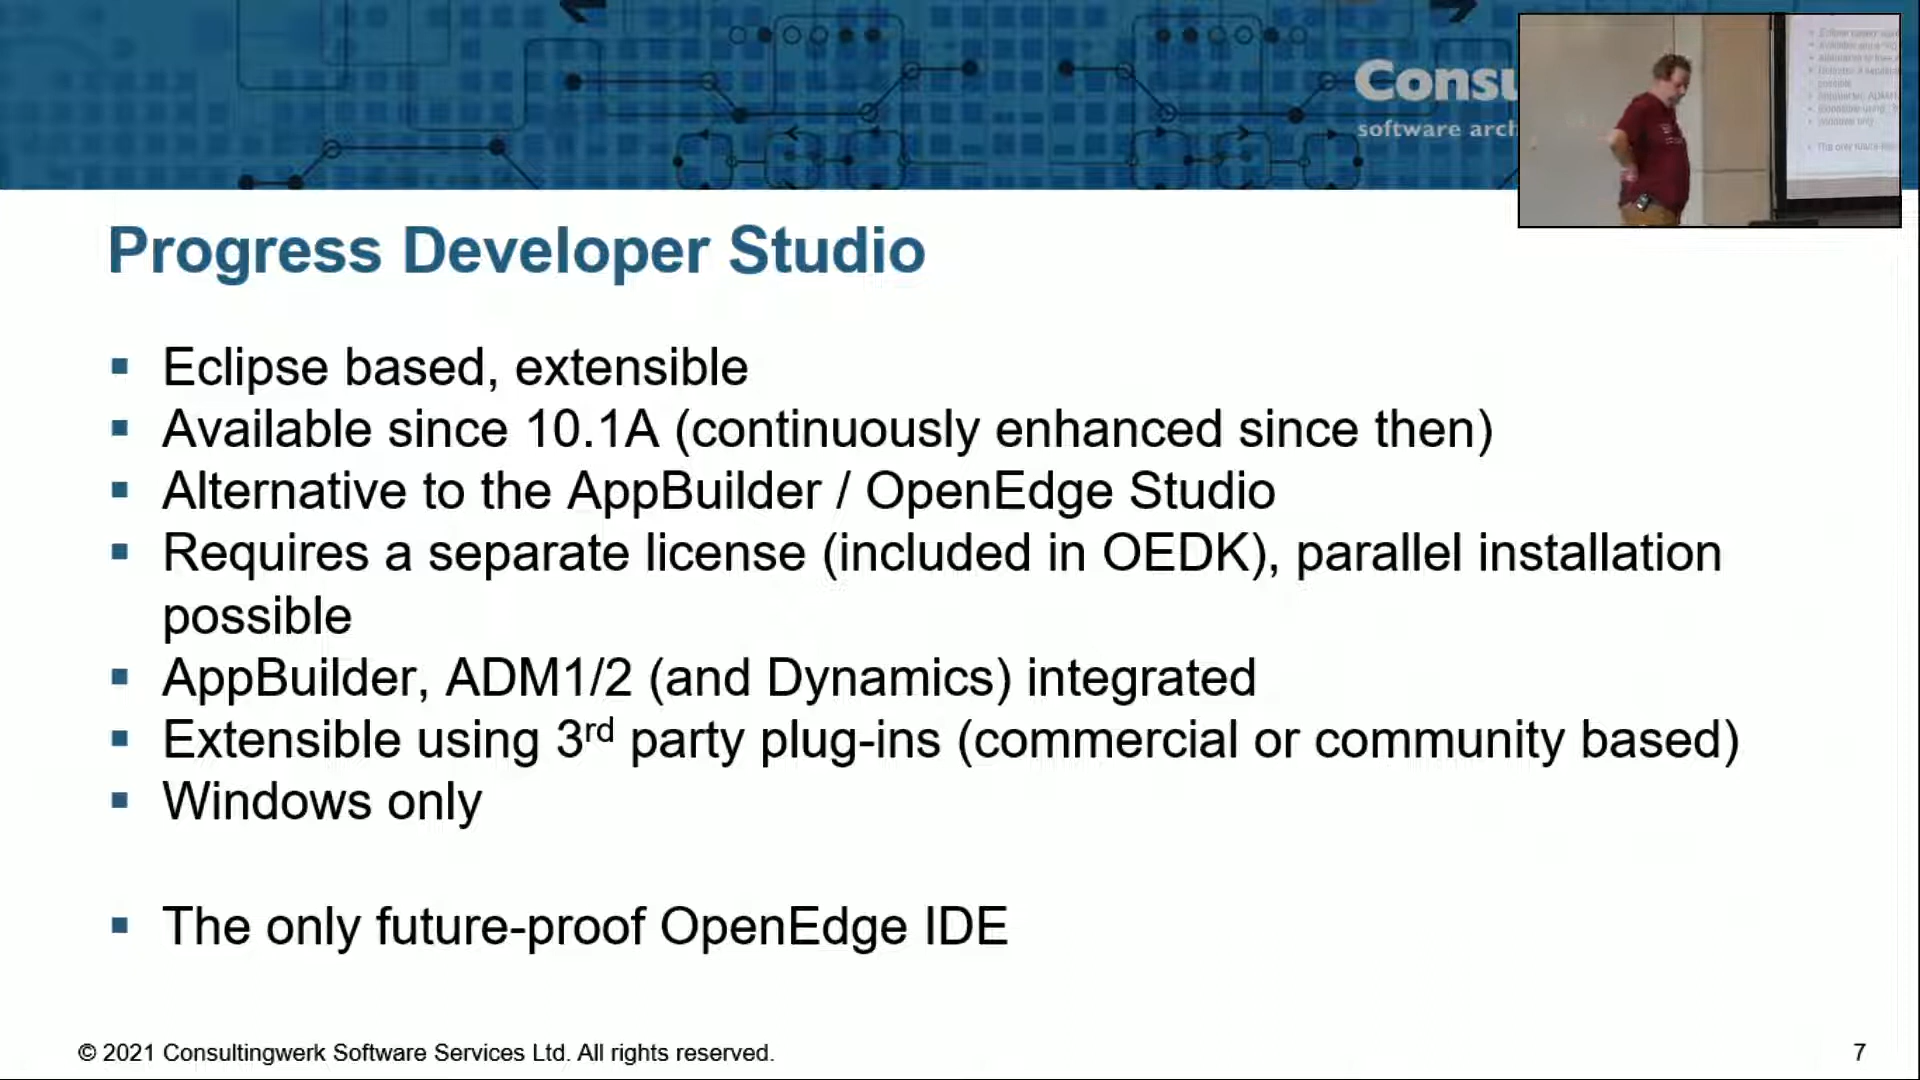 Consu
software arch
Progress Developer Studio
▪ Eclipse based, extensible
▪ Available since 10.1A (continuously enhanced since then)
▪ Alternative to the AppBuilder / OpenEdge Studio
▪ Requires a separate license (included in OEDK), parallel installation
possible
▪ AppBuilder, ADM1/2 (and Dynamics) integrated
▪ Extensible using 3rd party plug-ins (commercial or community based)
▪ Windows only
▪ The only future-proof OpenEdge IDE
© 2021 Consultingwerk Software Services Ltd. All rights reserved.
7